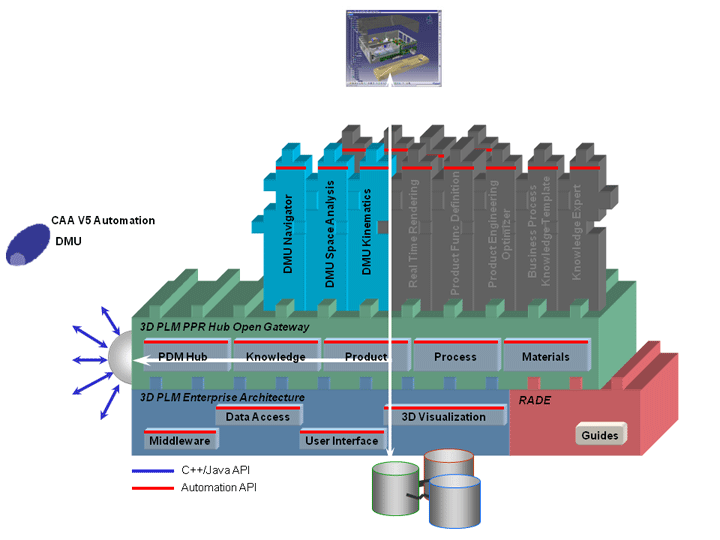 CAA V5 Automation
DMU
DMU Navigator
DMU Space Analysis
DMU Kinematics
Real Time Rendering
Product Func Definition
Product Engineering
Optimizer
Business Process
Knowledge Template
Knowledge Expert
3D PLM PPR Hub Open Gateway
PDM Hub
Knowledge
Product
Process
Materials
3D PLM Enterprise Architecture
RADE
Data Access
3D Visualization
Middleware
User Interface
Guides
C++/Java API
Automation API